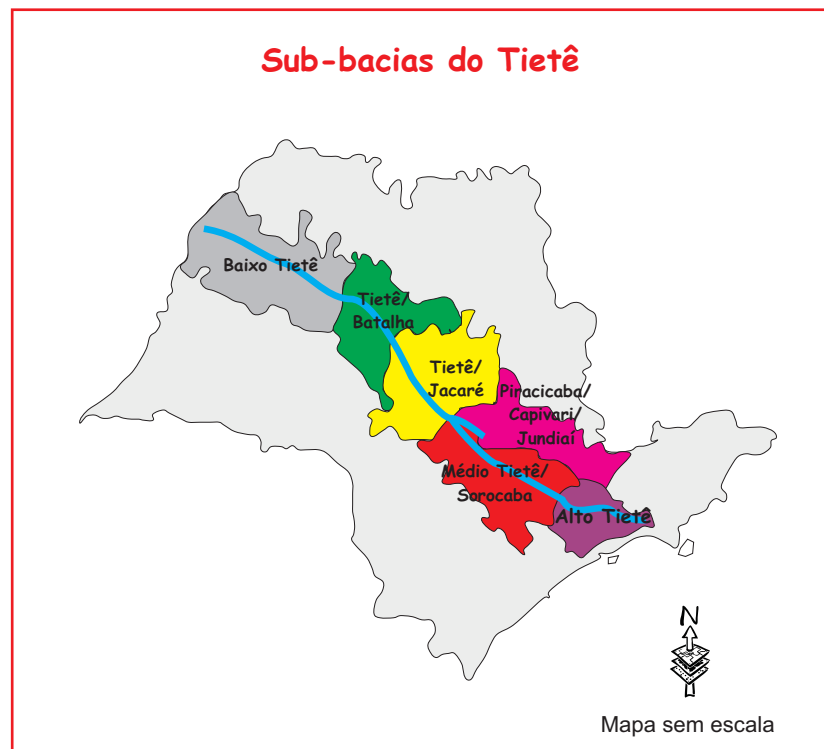 Sub-bacias do Tietê
Baixo Tietê
Tietê/
Batalha
Tietê/
Jacaré
Piracicaba/
Capivari/
Jundiaí
Médio Tietê/
Sorocaba
Alto Tietê
N
Mapa sem escala